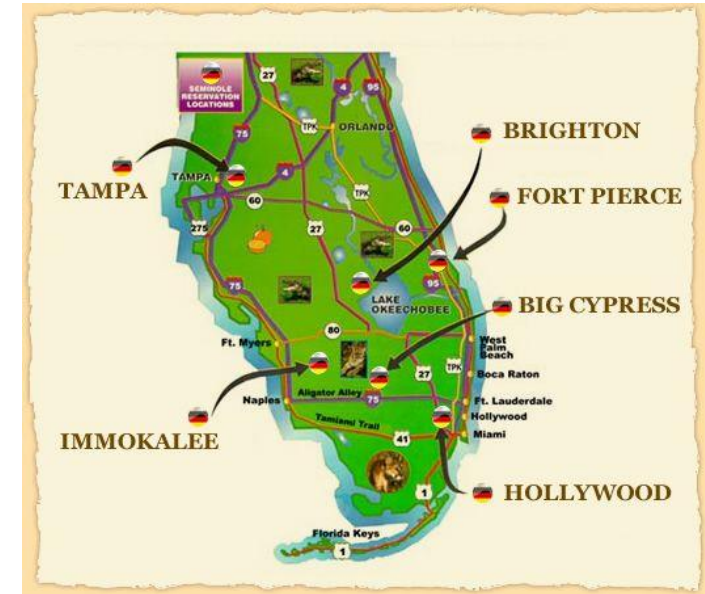 SEMINOLE
RESERVATION
LOCATIONS
27
4
95
75
TPK
ORLANDO
BRIGHTON
TAMPA
TAMPA
4
TPK
FORT PIERCE
60
275
27
60
75
95
LAKE
OKEECHOBEE
BIG CYPRESS
80
Ft. Myers
West
Palm
Beach
TPK
27
Boca Raton
Aligator Alley
75
Naples
Ft. Lauderdale
Hollywood
Tamiami Trail
41
Miami
IMMOKALEE
1
HOLLYWOOD
Florida Keys
1